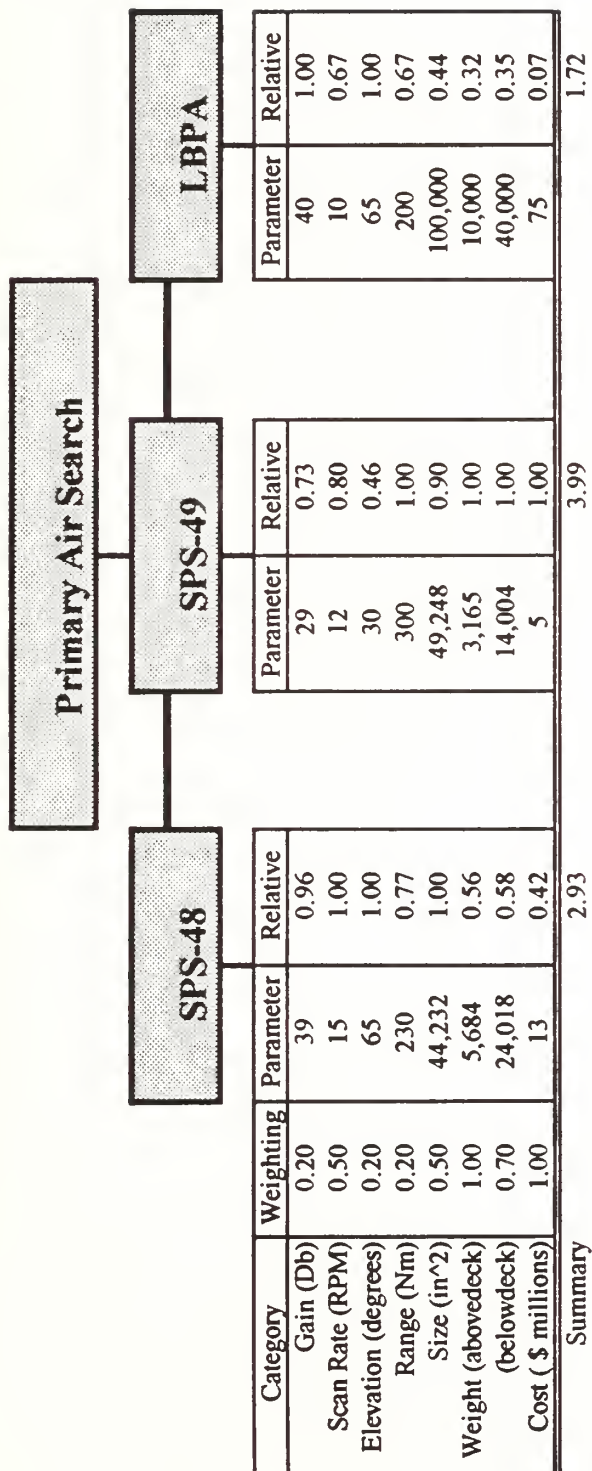 Primary Air Search
SPS-48 SPS-49 LBPA
Category Weighting Parameter Relative Parameter Relative Parameter Relative
Gain (Db) 0.20 39 0.96 29 0.73 40 1.00
Scan Rate (RPM) 0.50 15 1.00 12 0.80 10 0.67
Elevation (degrees) 0.20 65 1.00 30 0.46 65 1.00
Range (Nm) 0.20 230 0.77 300 1.00 200 0.67
Size (in^2) 0.50 44,232 1.00 49,248 0.90 100,000 0.44
Weight (abovedeck) 1.00 5,684 0.56 3,165 1.00 10,000 0.32
(belowdeck) 0.70 24,018 0.58 14,004 1.00 40,000 0.35
Cost ( $ millions) 1.00 13 0.42 5 1.00 75 0.07
Summary 2.93 3.99 1.72